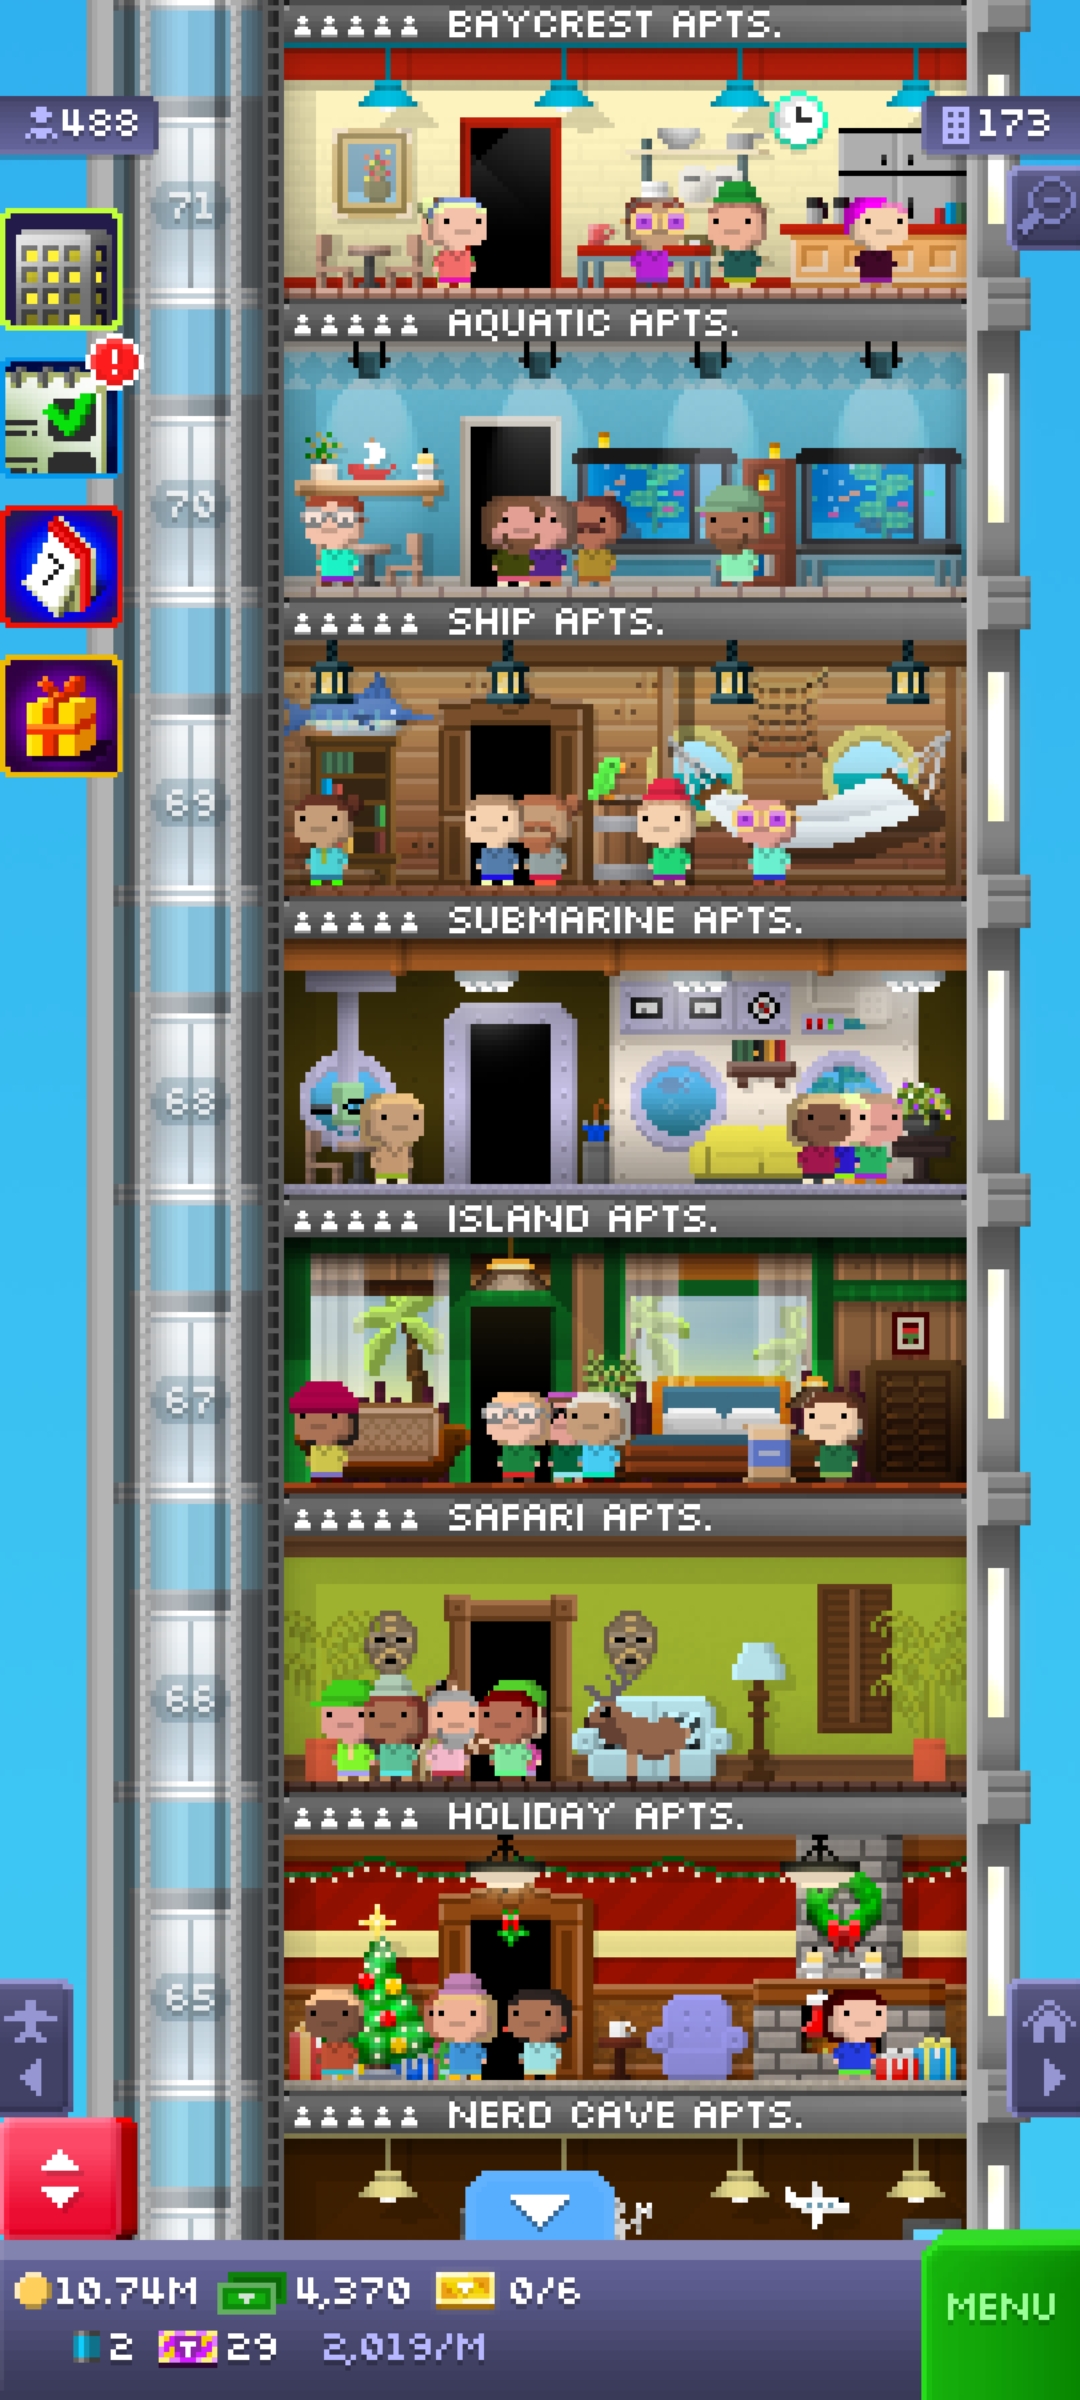 BAYCREST APTS.
488
173
71
AQUATIC APTS.
70
SHIP APTS.
69
SUBMARINE APTS.
68
ISLAND APTS.
67
SAFARI APTS.
66
HOLIDAY APTS.
65
NERD CAVE APTS.
10.74M 4,370 0/6
2 29 2,019/M
MENU